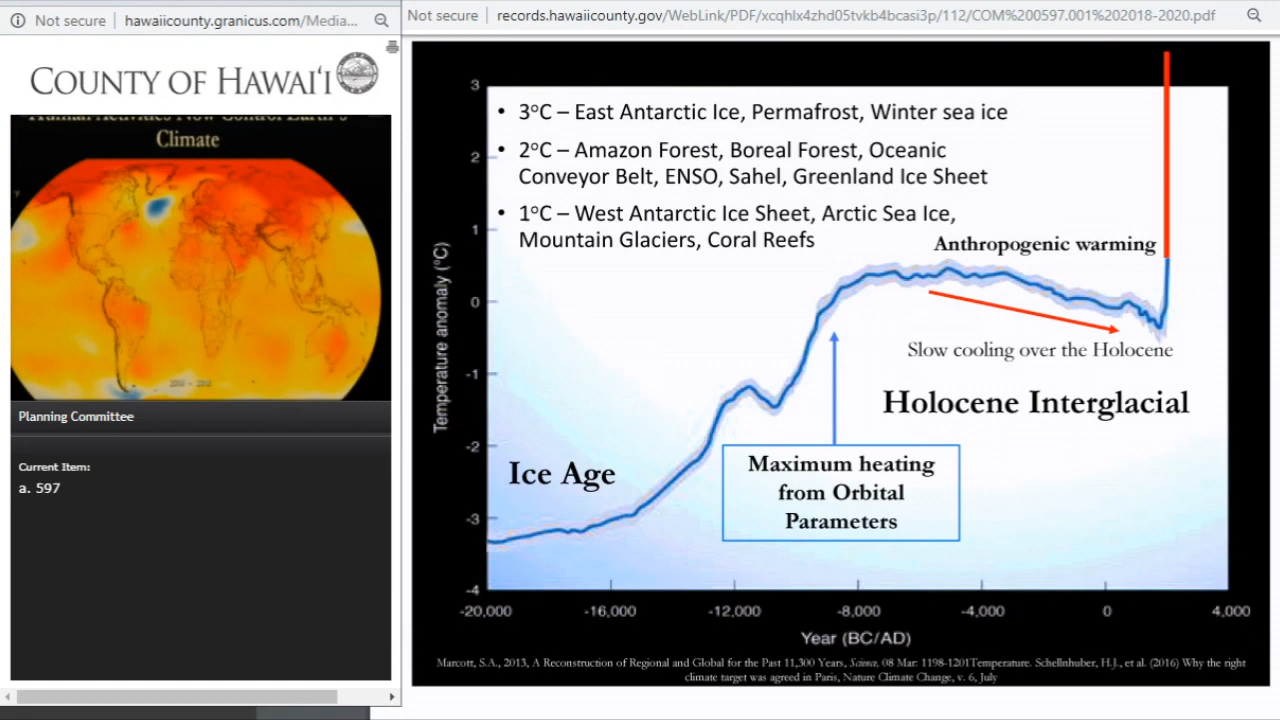 Not secure
hawaiicounty.granicus.com/Media...
COUNTY OF HAWAIʻI
Human Activities Now Control Earth's
Climate
Planning Committee
Current Item:
a. 597
Not secure
records.hawaiicounty.gov/WebLink/PDF/xcqhlx4zhd05tvkb4bcasi3p/112/COM%200597.001%202018-2020.pdf
• 3°C – East Antarctic Ice, Permafrost, Winter sea ice
• 2°C – Amazon Forest, Boreal Forest, Oceanic
Conveyor Belt, ENSO, Sahel, Greenland Ice Sheet
• 1°C – West Antarctic Ice Sheet, Arctic Sea Ice,
Mountain Glaciers, Coral Reefs
Anthropogenic warming
Slow cooling over the Holocene
Holocene Interglacial
Ice Age
Maximum heating
from Orbital
Parameters
Temperature anomaly (°C)
3
2
1
0
-1
-2
-3
-4
-20,000
-16,000
-12,000
-8,000
-4,000
0
4,000
Year (BC/AD)
Marcott, S.A., 2013, A Reconstruction of Regional and Global for the Past 11,300 Years, Science, 08 Mar: 1198-1201Temperature. Schellnhuber, H.J., et al. (2016) Why the right
climate target was agreed in Paris, Nature Climate Change, v. 6, July